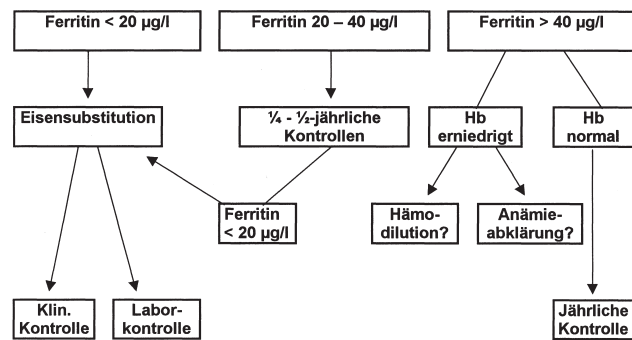 Ferritin < 20 µg/l
Ferritin 20 – 40 µg/l
Ferritin > 40 µg/l
Eisensubstitution
¼ - ½-jährliche
Kontrollen
Hb
erniedrigt
Hb
normal
Ferritin
< 20 µg/l
Hämo-
dilution?
Anämie-
abklärung?
Klin.
Kontrolle
Labor-
kontrolle
Jährliche
Kontrolle